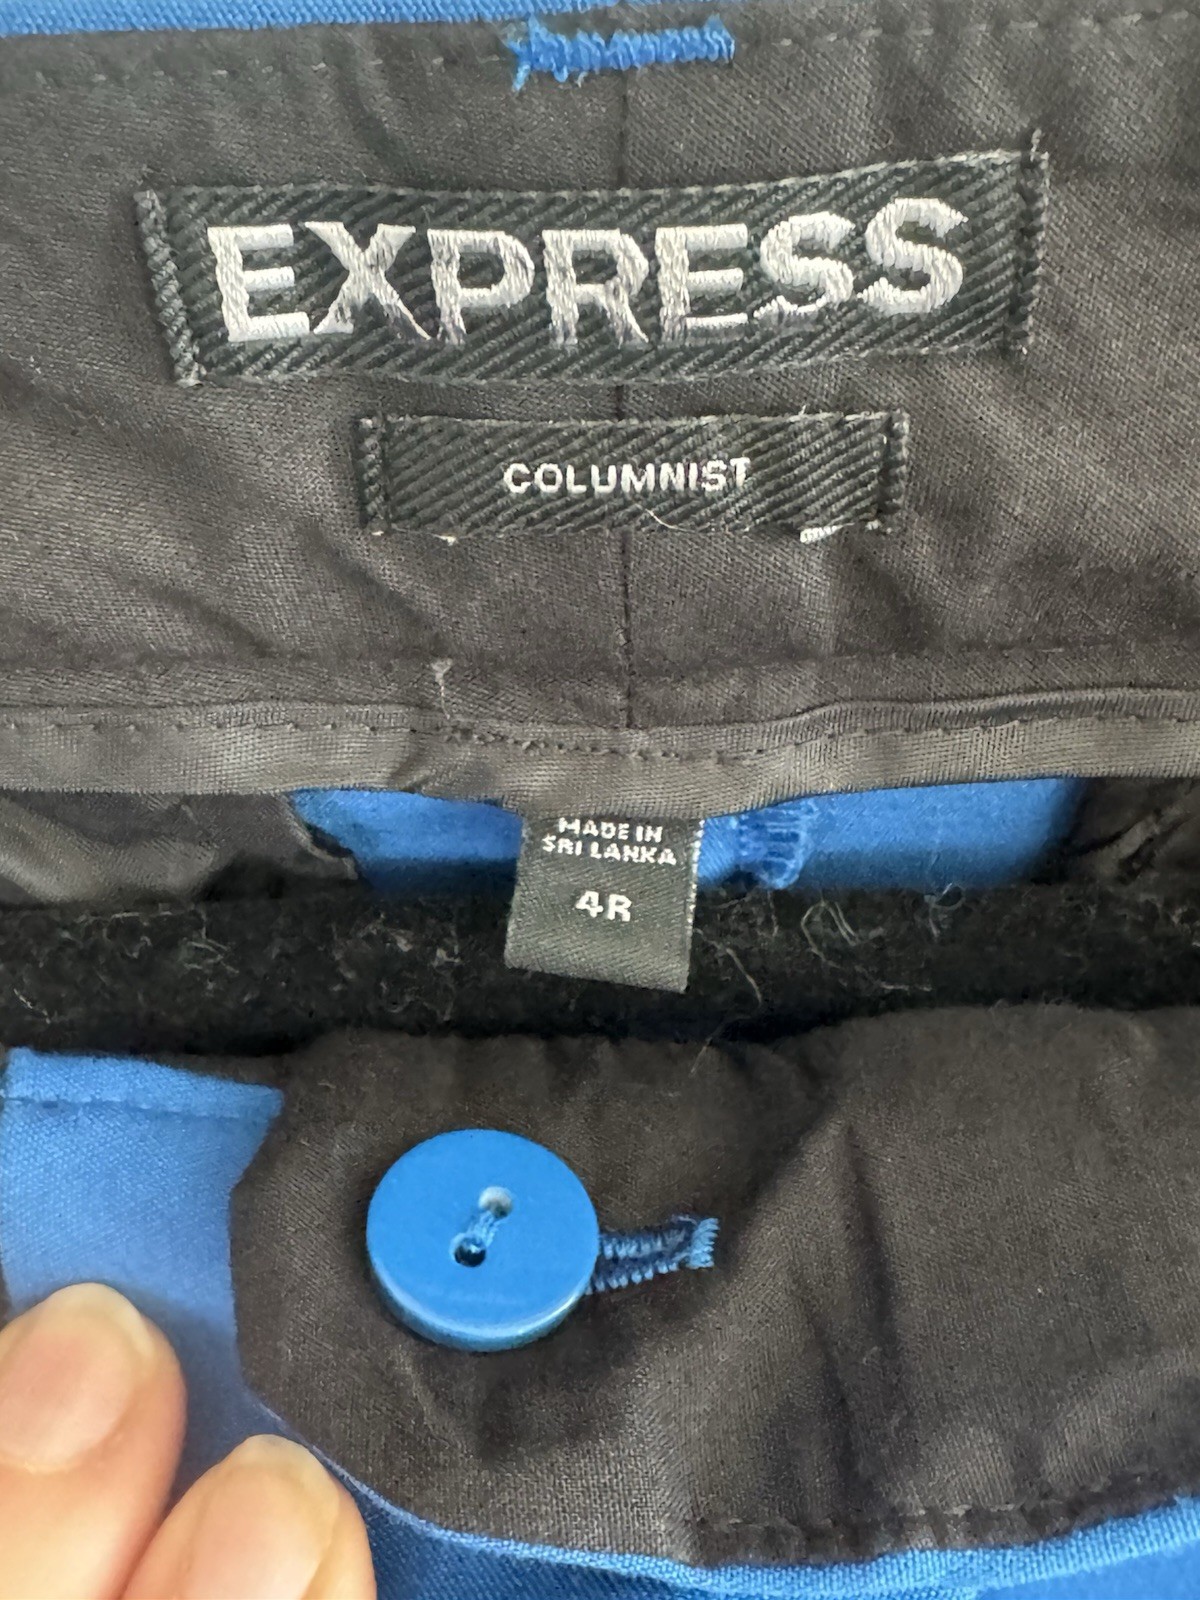 EXPRESS
COLUMNIST
MADE IN
SRI LANKA
4R